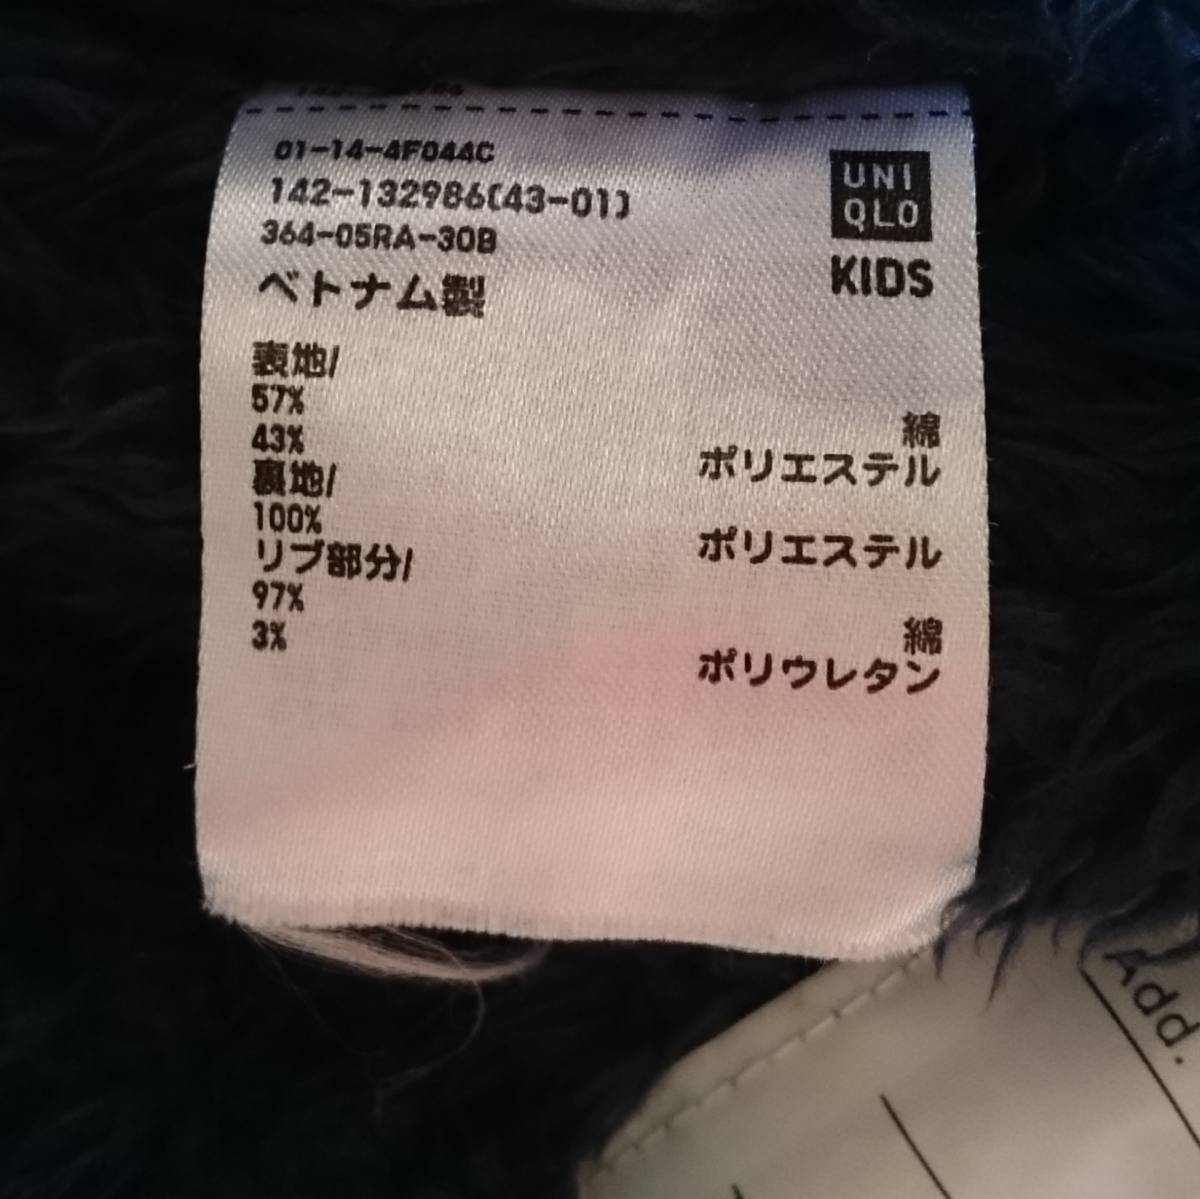 01-14-4F044C
142-132986(43-01)
364-05RA-30B
ベトナム製
UNI
QLO
KIDS
表地/
57% 綿
43% ポリエステル
裏地/
100% ポリエステル
リブ部分/
97% 綿
3% ポリウレタン
Add.